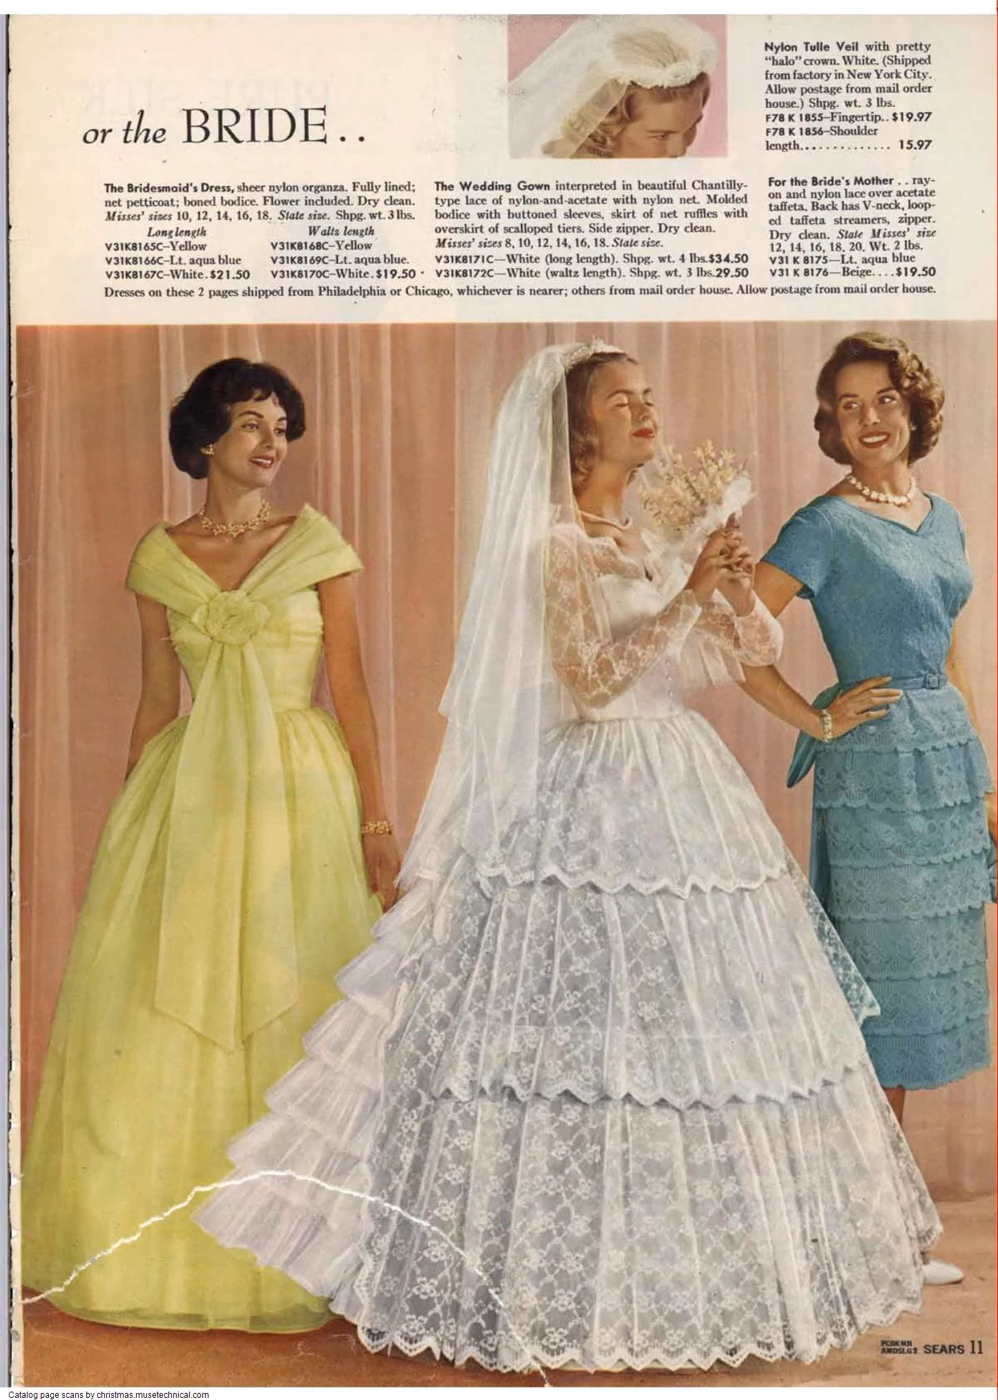 or the BRIDE . .
Nylon Tulle Veil with pretty
"halo" crown. White. (Shipped
from factory in New York City.
Allow postage from mail order
house.) Shpg. wt. 3 lbs.
F78 K 1855—Fingertip.. $19.97
F78 K 1856—Shoulder
length.............. 15.97
The Bridesmaid's Dress, sheer nylon organza. Fully lined;
net petticoat; boned bodice. Flower included. Dry clean.
Misses' sizes 10, 12, 14, 16, 18. State size. Shpg. wt. 3 lbs.
Long length Waltz length
V31K8165C—Yellow V31K8168C—Yellow
V31K8166C—Lt. aqua blue V31K8169C—Lt. aqua blue.
V31K8167C—White. $21.50 V31K8170C—White. $19.50
The Wedding Gown interpreted in beautiful Chantilly-
type lace of nylon-and-acetate with nylon net. Molded
bodice with buttoned sleeves, skirt of net ruffles with
overskirt of scalloped tiers. Side zipper. Dry clean.
Misses' sizes 8, 10, 12, 14, 16, 18. State size.
V31K8171C—White (long length). Shpg. wt. 4 lbs. $34.50
V31K8172C—White (waltz length). Shpg. wt. 3 lbs. 29.50
For the Bride's Mother . . ray-
on and nylon lace over acetate
taffeta. Back has V-neck, loop-
ed taffeta streamers, zipper.
Dry clean. State Misses' size
12, 14, 16, 18. 20. Wt. 2 lbs.
V31 K 8175—Lt. aqua blue
V31 K 8176—Beige....$19.50
Dresses on these 2 pages shipped from Philadelphia or Chicago, whichever is nearer; others from mail order house. Allow postage from mail order house.
SEARS 11
Catalog page scans by christmas.musetechnical.com